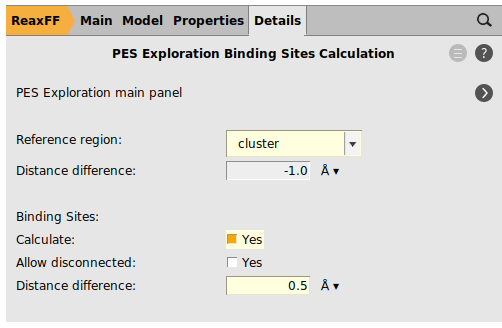 ReaxFF Main Model Properties Details
PES Exploration Binding Sites Calculation
?
PES Exploration main panel
Reference region: cluster
Distance difference: -1.0 Å
Binding Sites:
Calculate: Yes
Allow disconnected: Yes
Distance difference: 0.5 Å